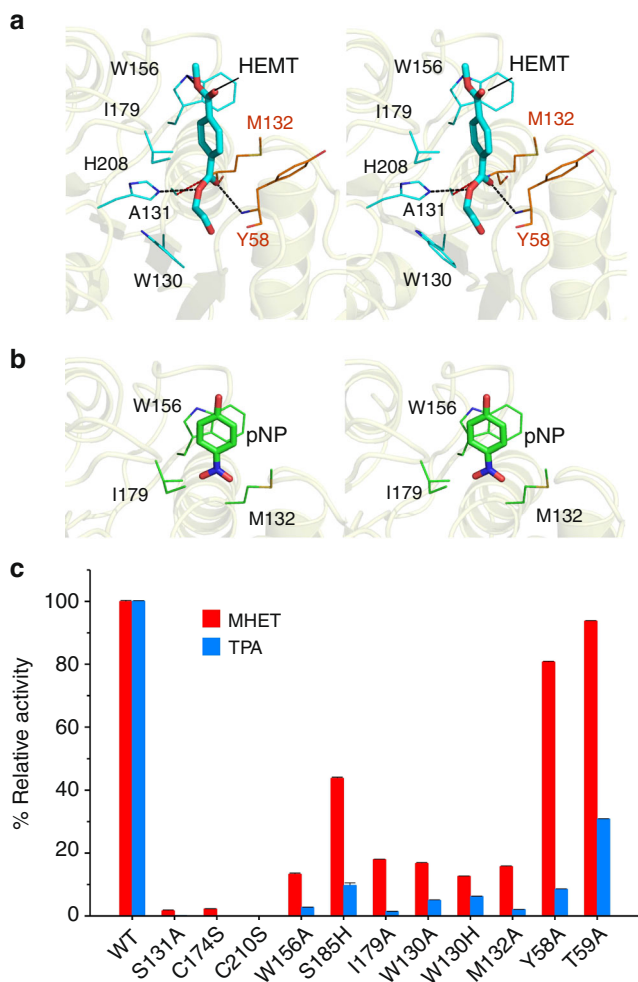 a
HEMT HEMT
W156 W156
I179 I179
M132 M132
H208 H208
A131 A131
Y58 Y58
W130 W130
b
W156 W156
pNP pNP
I179 I179
M132 M132
c
100
80
60
40
20
0
% Relative activity
MHET
TPA
WT
S131A
C174S
C210S
W156A
S185H
I179A
W130A
W130H
M132A
Y58A
T59A